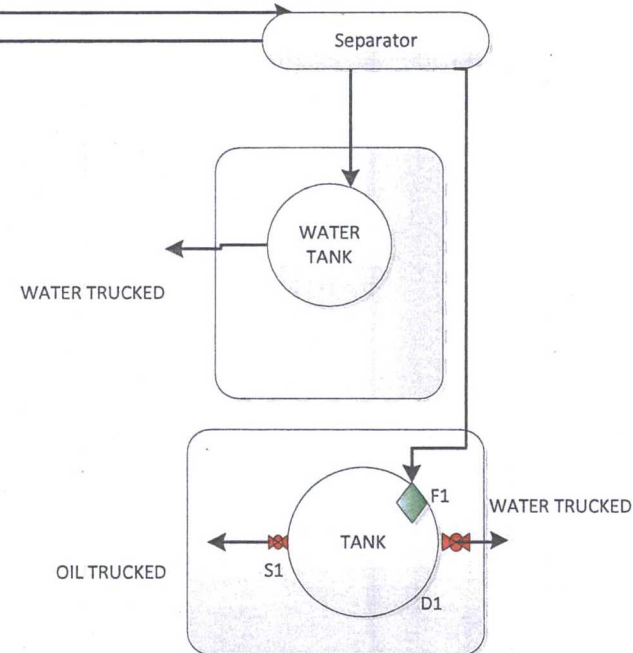 Separator
WATER
TANK
WATER TRUCKED
F1
WATER TRUCKED
TANK
S1
OIL TRUCKED
D1